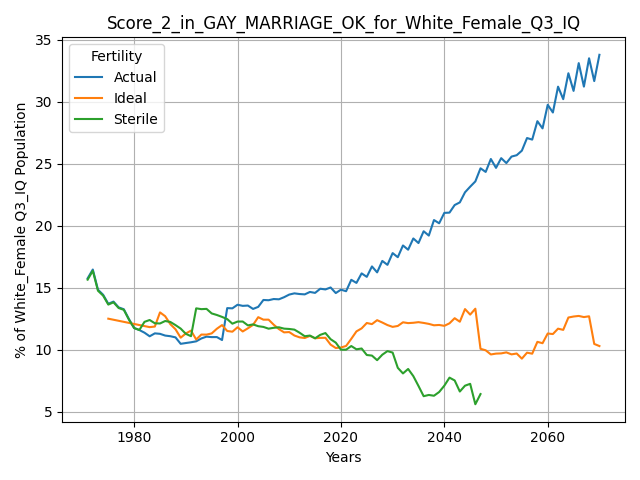 Score_2_in_GAY_MARRIAGE_OK_for_White_Female_Q3_IQ
% of White_Female Q3_IQ Population
35
30
25
20
15
10
5
Fertility
Actual
Ideal
Sterile
1980
2000
2020
2040
2060
Years